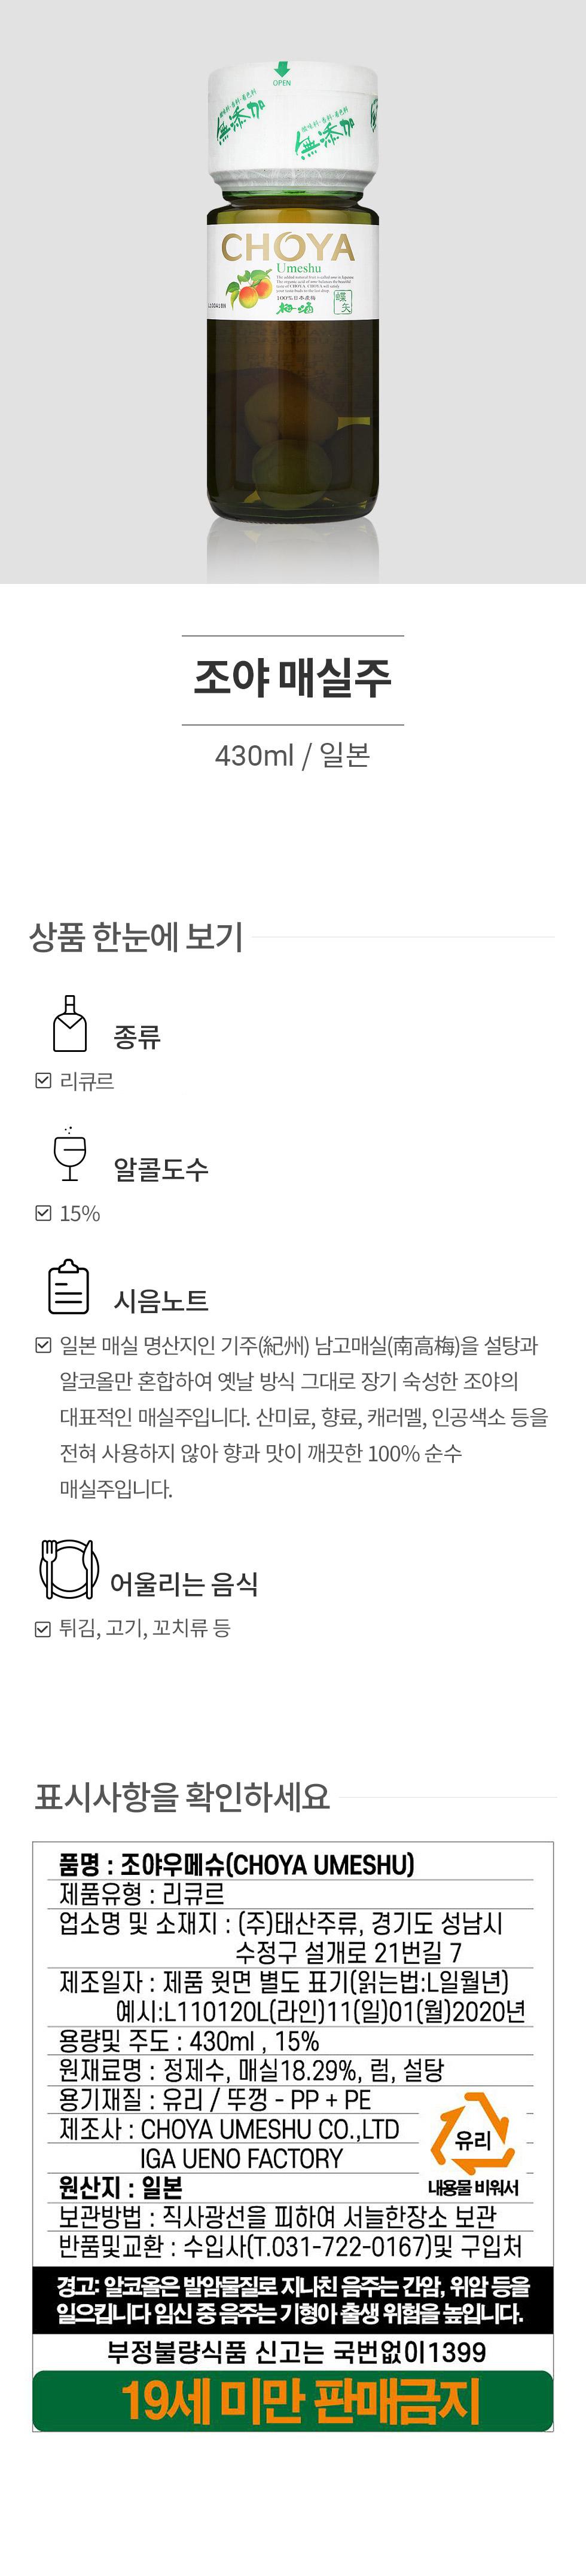 OPEN
酸味料・香料・着色料
無添加
酸味料・香料・着色料
無添加
CHOYA
Umeshu
100%日本産梅
梅酒
蝶矢
조야 매실주
430ml / 일본
상품 한눈에 보기
종류
리큐르
알콜도수
15%
시음노트
일본 매실 명산지인 기주(紀州) 남고매실(南高梅)을 설탕과
알코올만 혼합하여 옛날 방식 그대로 장기 숙성한 조야의
대표적인 매실주입니다. 산미료, 향료, 캐러멜, 인공색소 등을
전혀 사용하지 않아 향과 맛이 깨끗한 100% 순수
매실주입니다.
어울리는 음식
튀김, 고기, 꼬치류 등
표시사항을 확인하세요
품명 : 조야우메슈(CHOYA UMESHU)
제품유형 : 리큐르
업소명 및 소재지 : (주)태산주류, 경기도 성남시
수정구 설개로 21번길 7
제조일자 : 제품 윗면 별도 표기(읽는법:L일월년)
예시:L110120L(라인)11(일)01(월)2020년
용량및 주도 : 430ml , 15%
원재료명 : 정제수, 매실18.29%, 럼, 설탕
용기재질 : 유리 / 뚜껑 - PP + PE
제조사 : CHOYA UMESHU CO.,LTD
IGA UENO FACTORY
유리
내용물 비워서
원산지 : 일본
보관방법 : 직사광선을 피하여 서늘한장소 보관
반품및교환 : 수입사(T.031-722-0167)및 구입처
경고: 알코올은 발암물질로 지나친 음주는 간암, 위암 등을
일으킵니다 임신 중 음주는 기형아 출생 위험을 높입니다.
부정불량식품 신고는 국번없이1399
19세 미만 판매금지